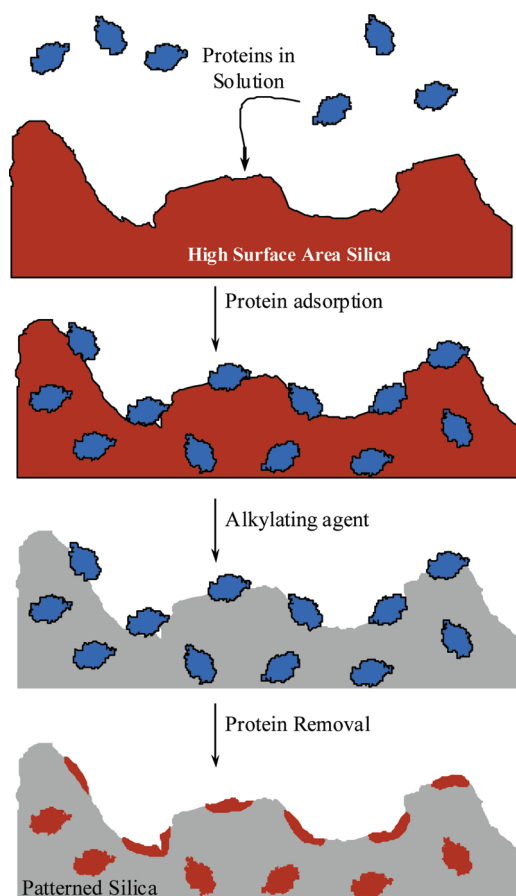 Proteins in
Solution
High Surface Area Silica
Protein adsorption
Alkylating agent
Protein Removal
Patterned Silica